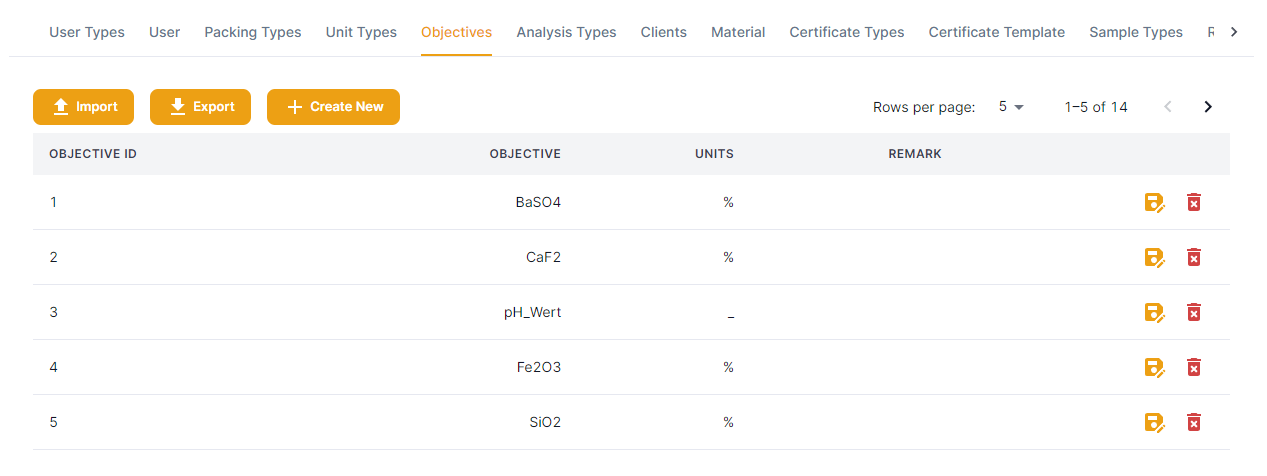 User Types User Packing Types Unit Types Objectives Analysis Types Clients Material Certificate Types Certificate Template Sample Types
Import Export Create New Rows per page: 5 1–5 of 14
OBJECTIVE ID OBJECTIVE UNITS REMARK
1 BaSO4 %
2 CaF2 %
3 pH_Wert _
4 Fe2O3 %
5 SiO2 %